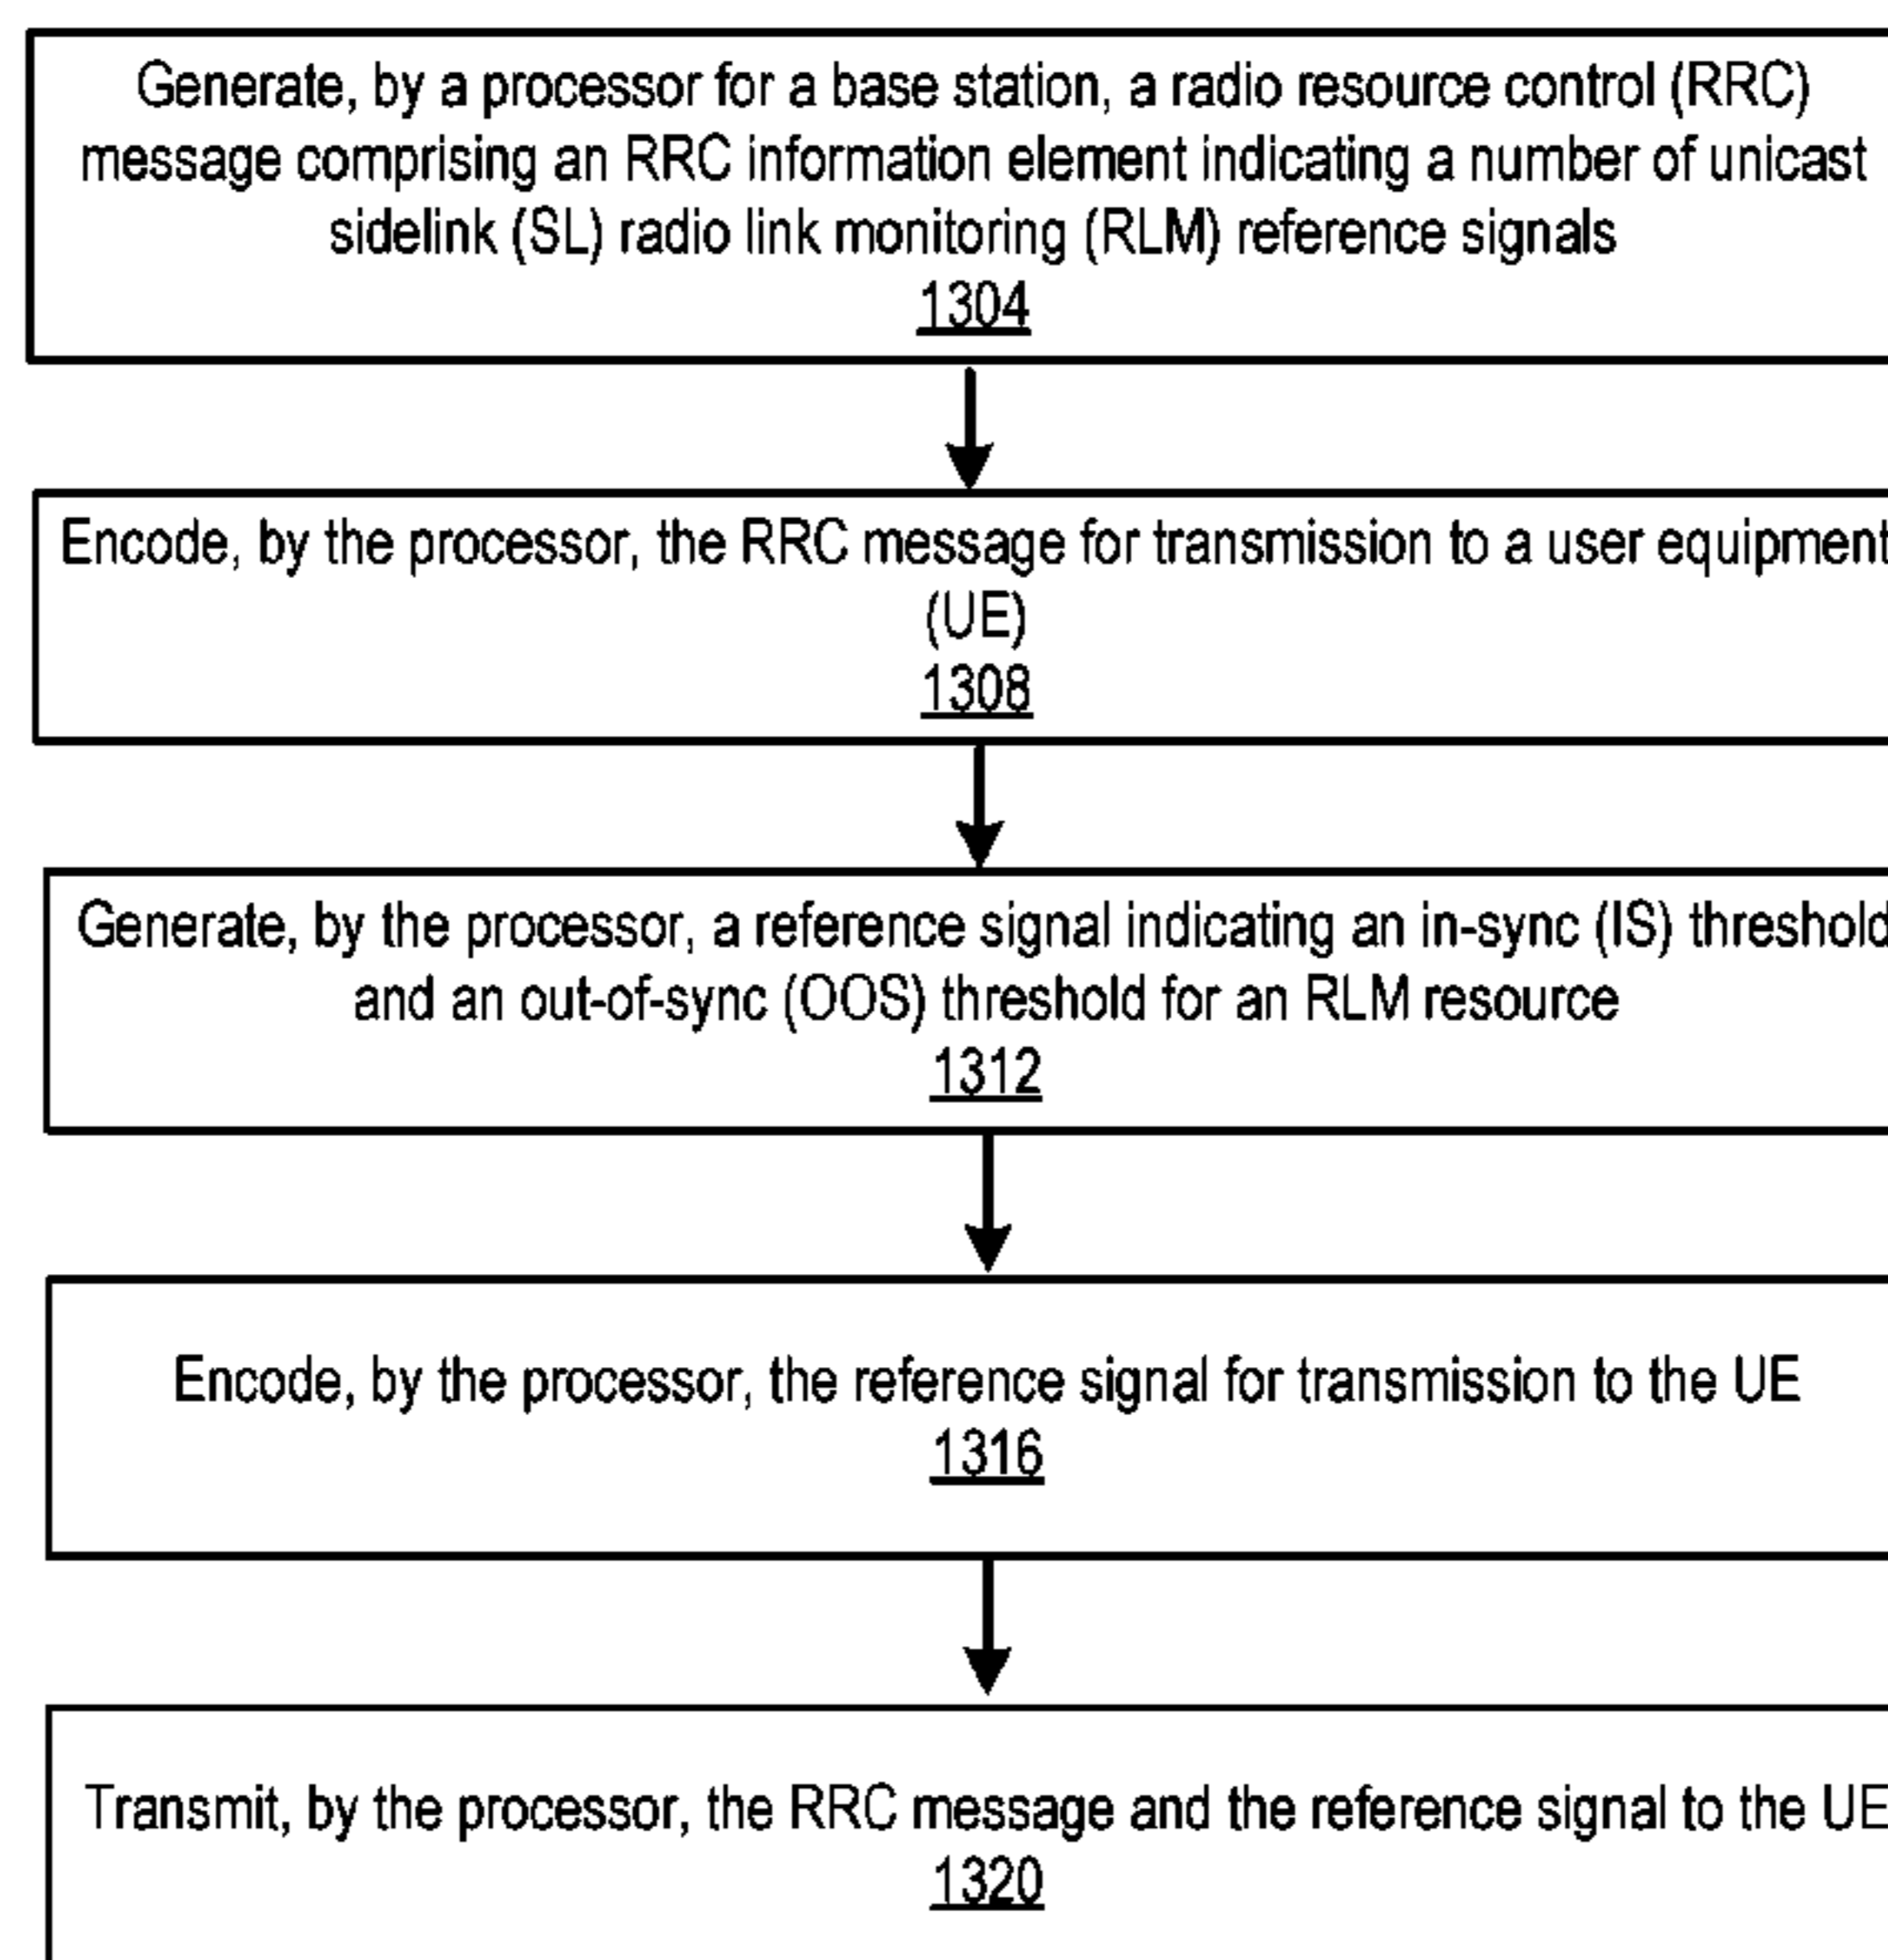 Generate, by a processor for a base station, a radio resource control (RRC)
message comprising an RRC information element indicating a number of unicast
sidelink (SL) radio link monitoring (RLM) reference signals
1304
Encode, by the processor, the RRC message for transmission to a user equipment
(UE)
1308
Generate, by the processor, a reference signal indicating an in-sync (IS) threshold
and an out-of-sync (OOS) threshold for an RLM resource
1312
Encode, by the processor, the reference signal for transmission to the UE
1316
Transmit, by the processor, the RRC message and the reference signal to the UE
1320